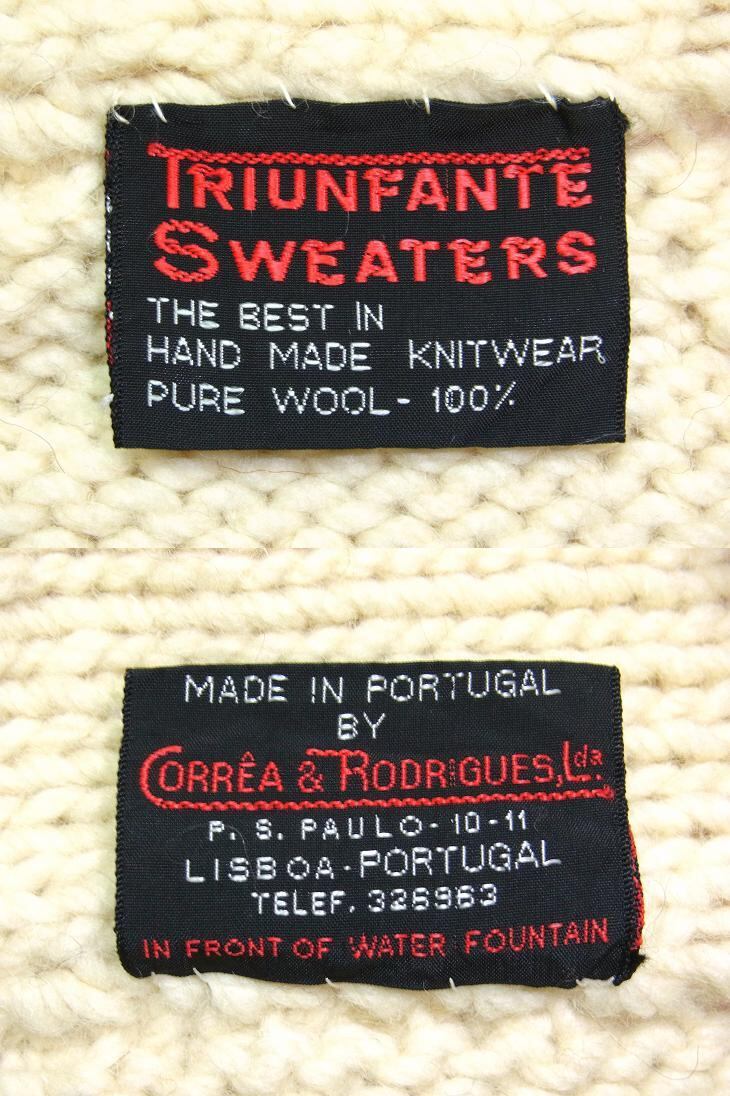 TRIUNFANTE
SWEATERS
THE BEST IN
HAND MADE KNITWEAR
PURE WOOL - 100%
MADE IN PORTUGAL
BY
CORRÊA & RODRIGUES, Lda.
P. S. PAULO - 10 - 11
LISBOA - PORTUGAL
TELEF. 326963
IN FRONT OF WATER FOUNTAIN